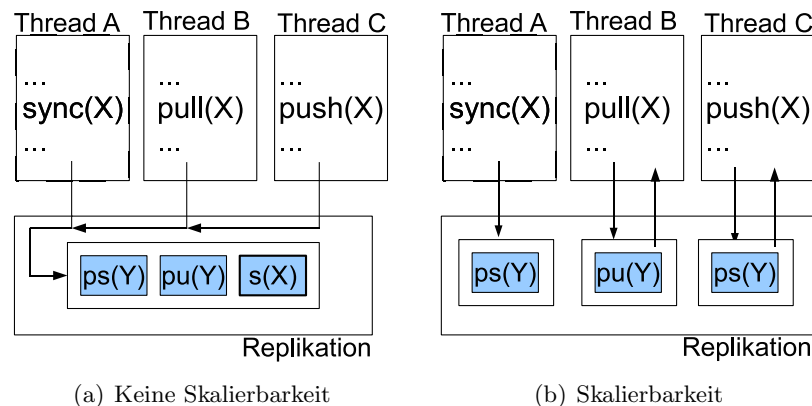 Thread A Thread B Thread C
... ... ...
sync(X) pull(X) push(X)
... ... ...
ps(Y) pu(Y) s(X)
Replikation
(a) Keine Skalierbarkeit
Thread A Thread B Thread C
... ... ...
sync(X) pull(X) push(X)
... ... ...
ps(Y) pu(Y) ps(Y)
Replikation
(b) Skalierbarkeit